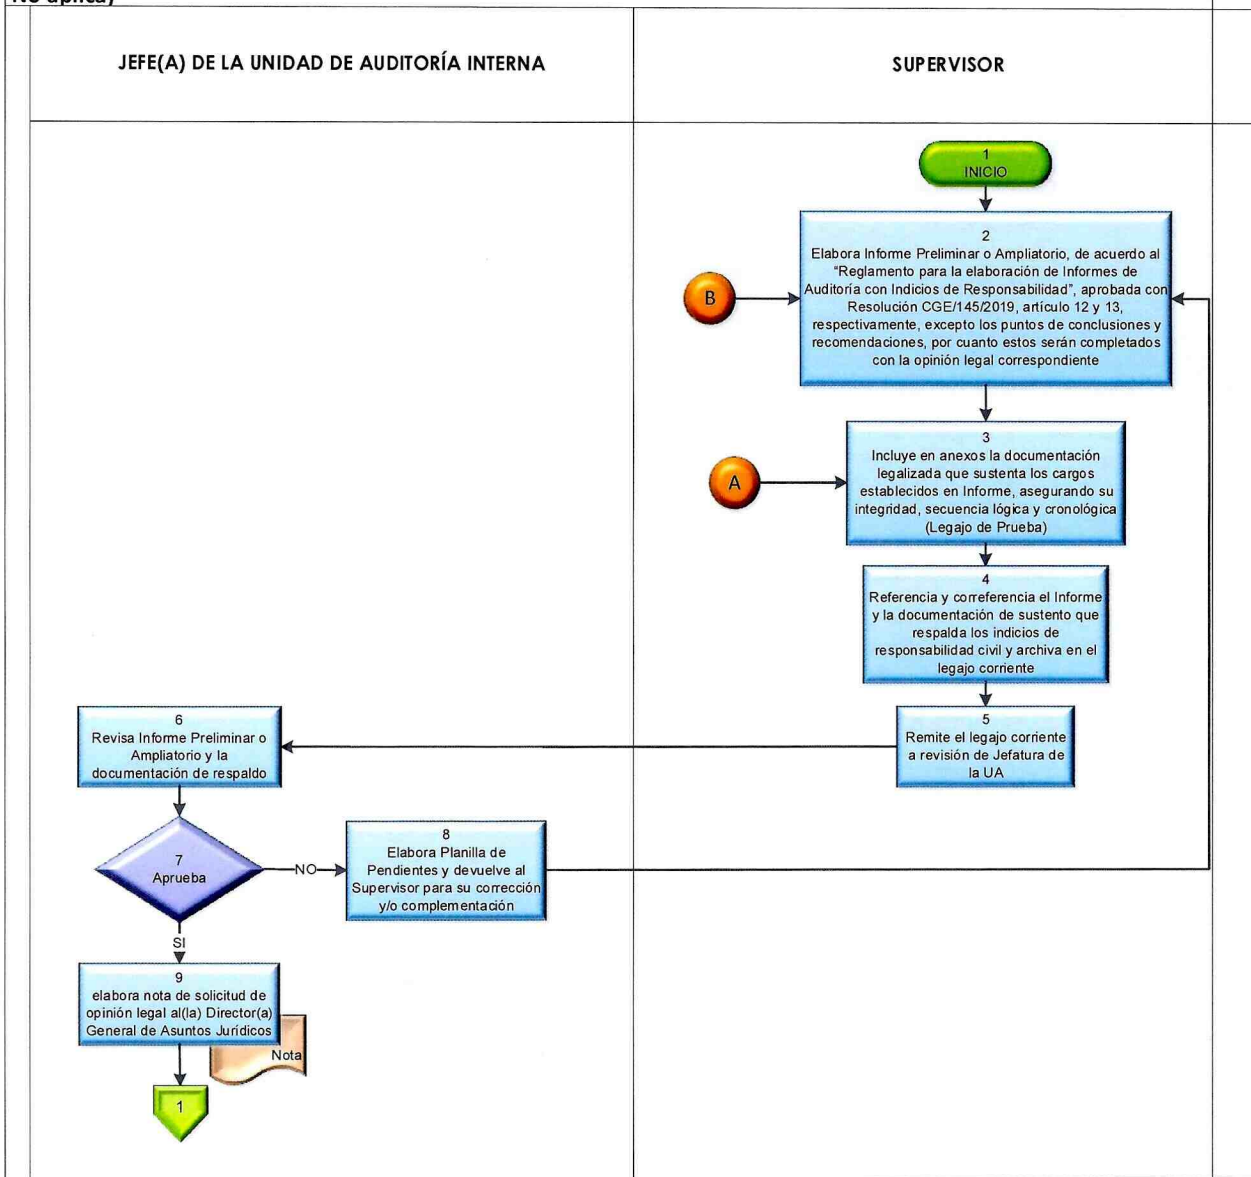 No aplica)
JEFE(A) DE LA UNIDAD DE AUDITORÍA INTERNA
SUPERVISOR
1
INICIO
2
Elabora Informe Preliminar o Ampliatorio, de acuerdo al
"Reglamento para la elaboración de Informes de
Auditoría con Indicios de Responsabilidad", aprobada con
Resolución CGE/145/2019, artículo 12 y 13,
respectivamente, excepto los puntos de conclusiones y
recomendaciones, por cuanto estos serán completados
con la opinión legal correspondiente
B
3
Incluye en anexos la documentación
legalizada que sustenta los cargos
establecidos en Informe, asegurando su
integridad, secuencia lógica y cronológica
(Legajo de Prueba)
A
4
Referencia y correferencia el Informe
y la documentación de sustento que
respalda los indicios de
responsabilidad civil y archiva en el
legajo corriente
5
Remite el legajo corriente
a revisión de Jefatura de
la UA
6
Revisa Informe Preliminar o
Ampliatorio y la
documentación de respaldo
7
Aprueba
NO
8
Elabora Planilla de
Pendientes y devuelve al
Supervisor para su corrección
y/o complementación
SI
9
elabora nota de solicitud de
opinión legal al(la) Director(a)
General de Asuntos Jurídicos
Nota
1